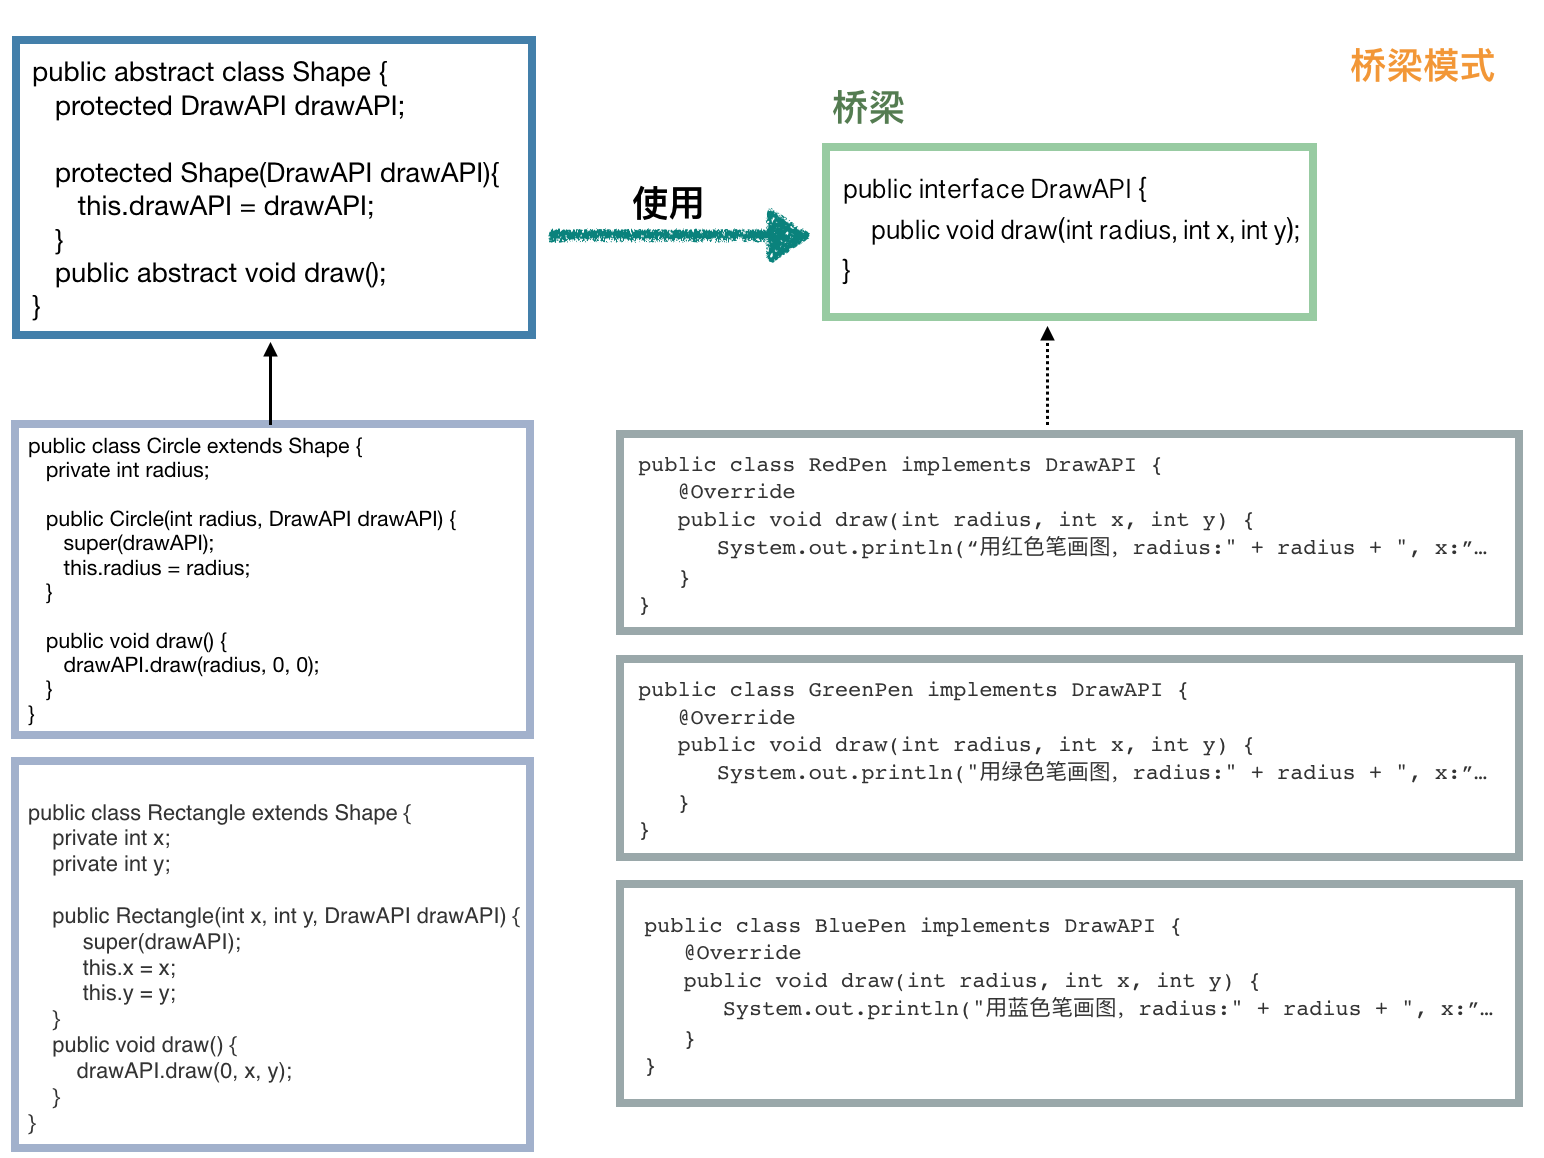 桥梁模式
public abstract class Shape {
protected DrawAPI drawAPI;
protected Shape(DrawAPI drawAPI){
this.drawAPI = drawAPI;
}
public abstract void draw();
}
使用
桥梁
public interface DrawAPI {
public void draw(int radius, int x, int y);
}
public class Circle extends Shape {
private int radius;
public Circle(int radius, DrawAPI drawAPI) {
super(drawAPI);
this.radius = radius;
}
public void draw() {
drawAPI.draw(radius, 0, 0);
}
}
public class Rectangle extends Shape {
private int x;
private int y;
public Rectangle(int x, int y, DrawAPI drawAPI) {
super(drawAPI);
this.x = x;
this.y = y;
}
public void draw() {
drawAPI.draw(0, x, y);
}
}
public class RedPen implements DrawAPI {
@Override
public void draw(int radius, int x, int y) {
System.out.println(“用红色笔画图，radius:" + radius + ", x:”…
}
}
public class GreenPen implements DrawAPI {
@Override
public void draw(int radius, int x, int y) {
System.out.println("用绿色笔画图，radius:" + radius + ", x:”…
}
}
public class BluePen implements DrawAPI {
@Override
public void draw(int radius, int x, int y) {
System.out.println("用蓝色笔画图，radius:" + radius + ", x:”…
}
}